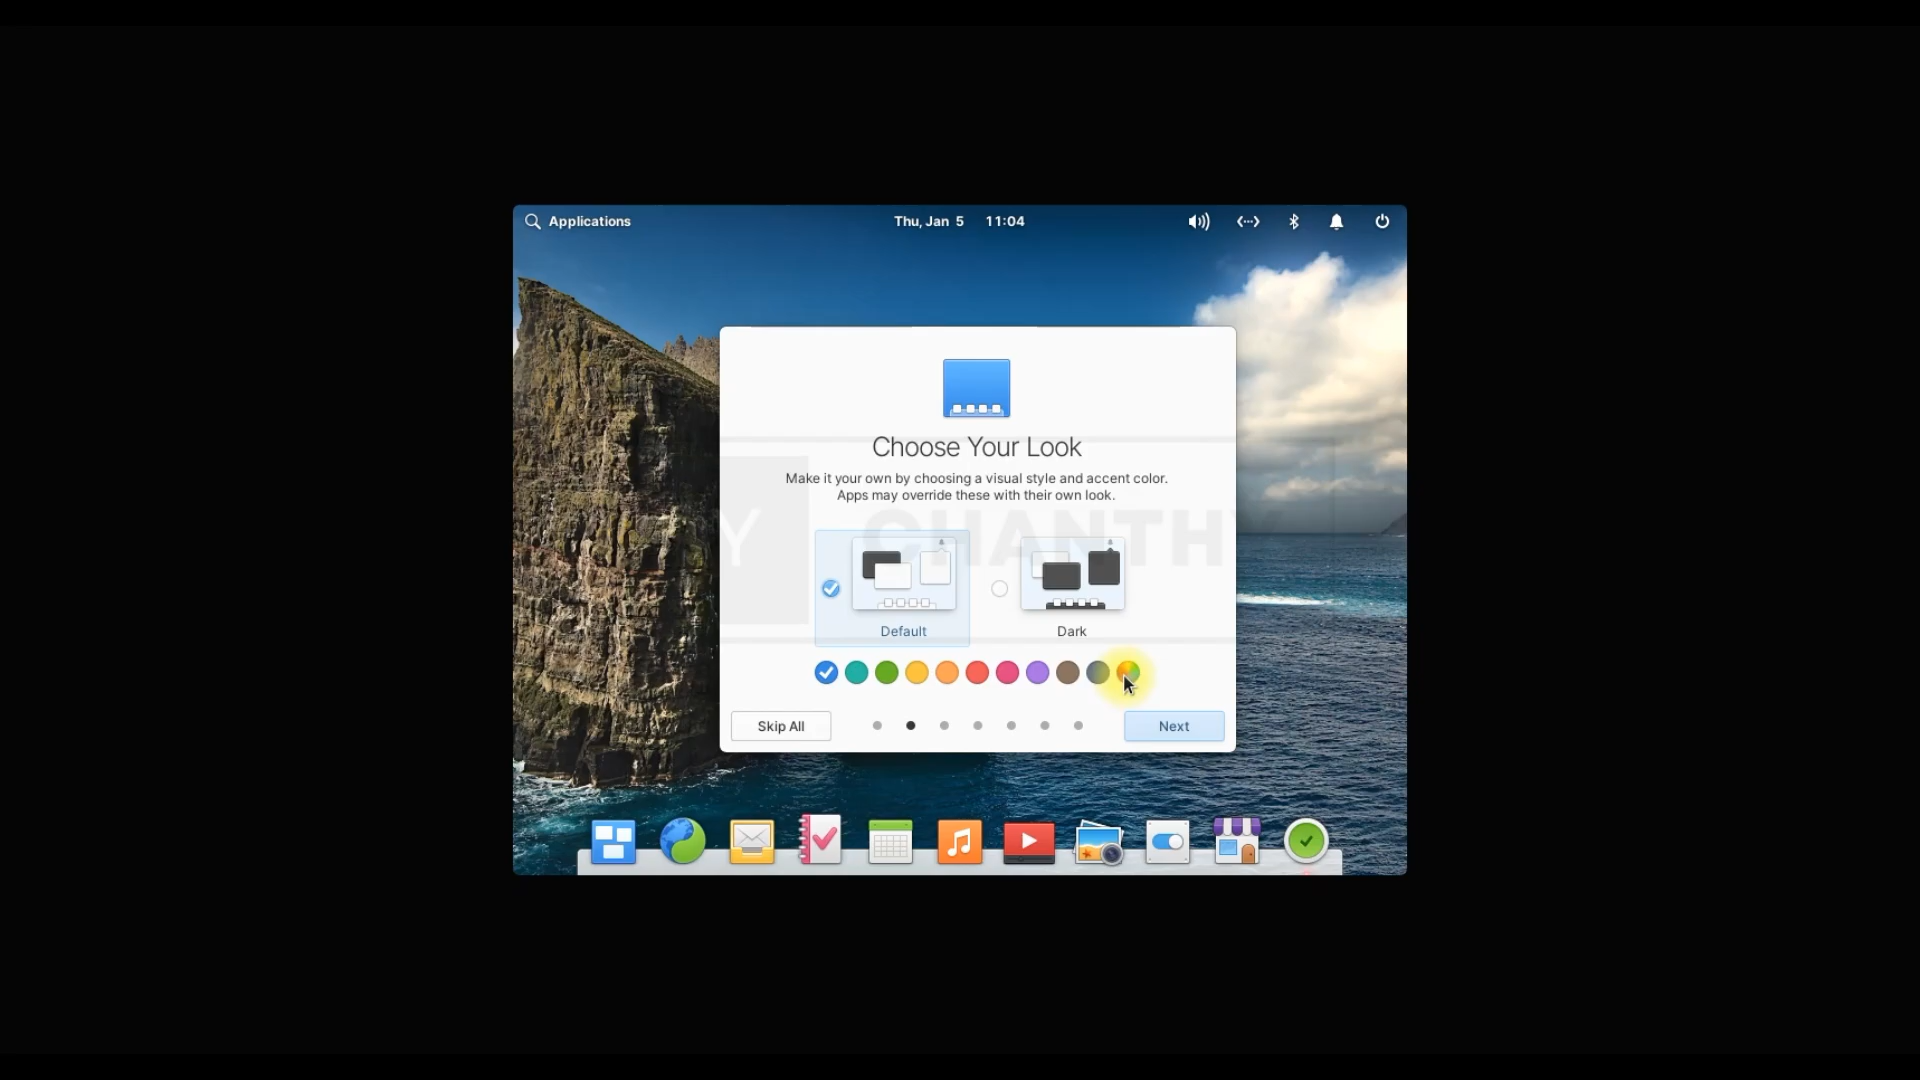 Applications
Thu, Jan 5 11:04
Choose Your Look
Make it your own by choosing a visual style and accent color.
Apps may override these with their own look.
Y CHANTHY
Default
Dark
Skip All
Next